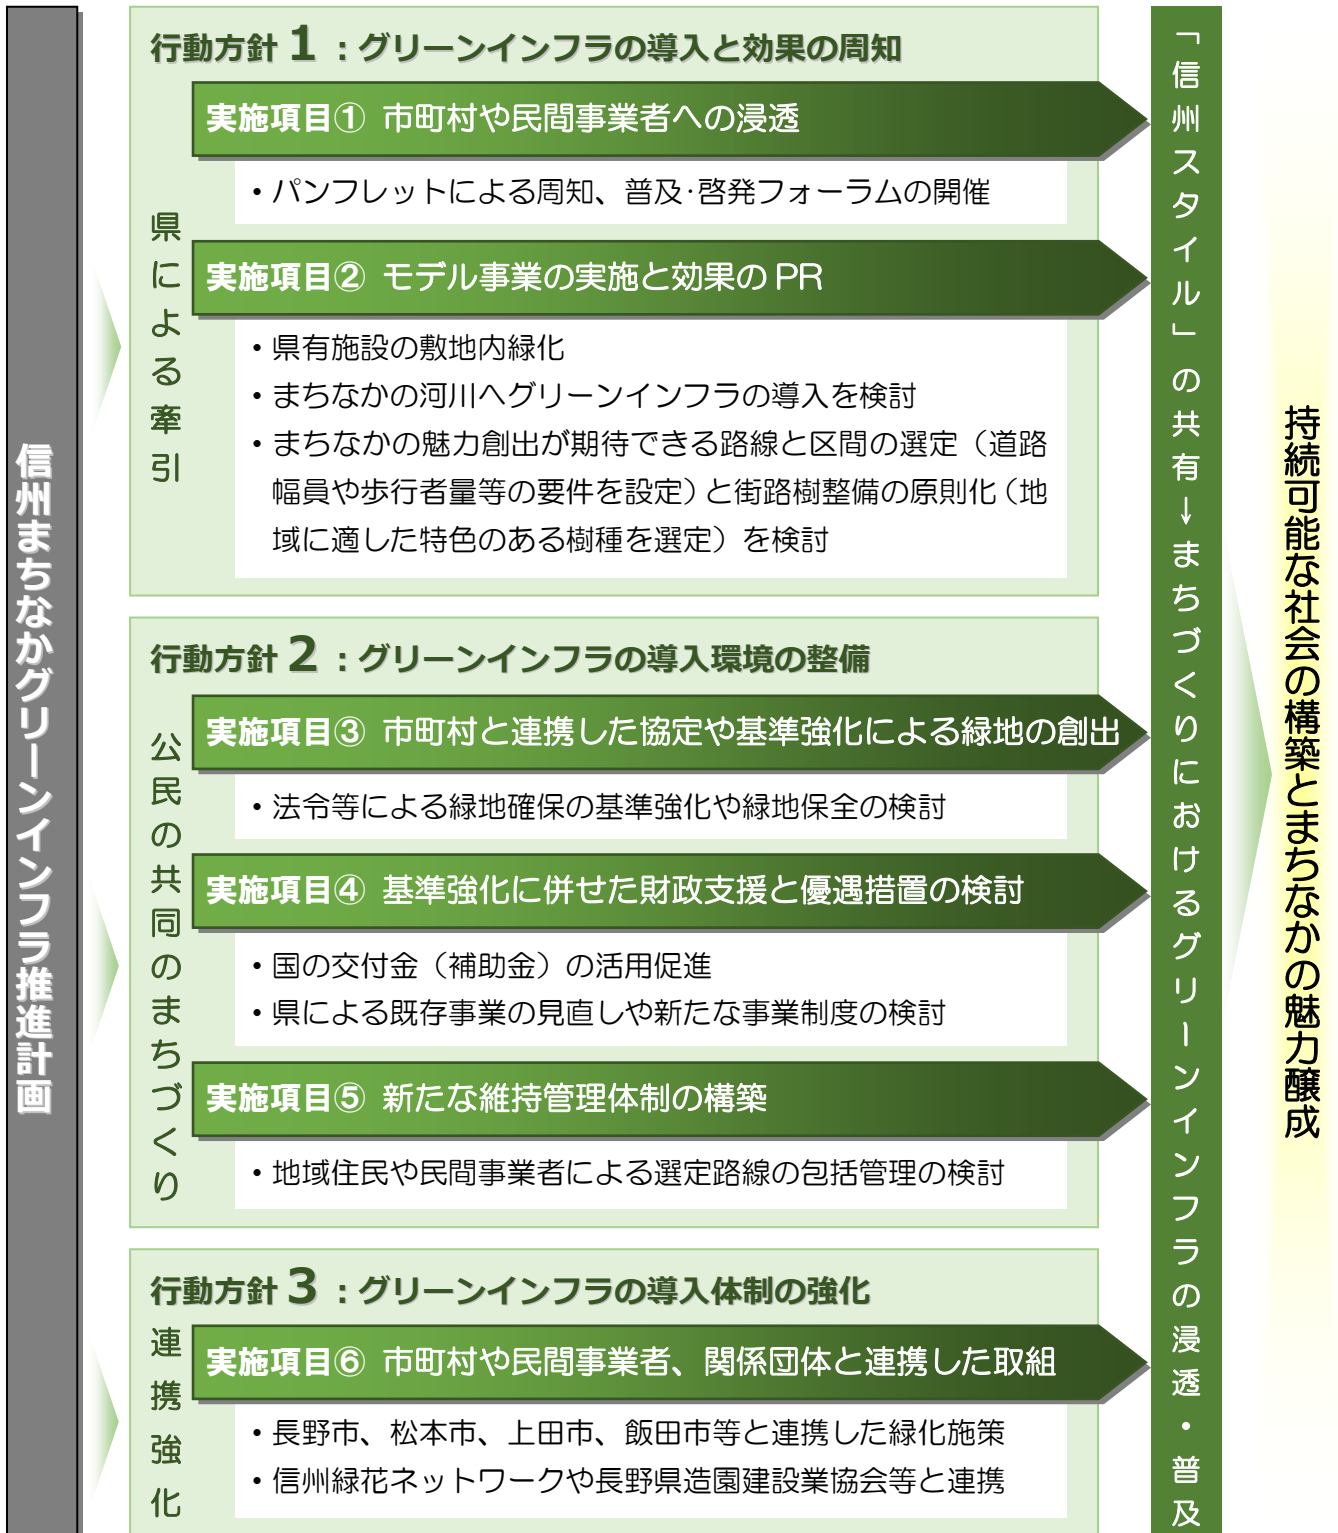 信州まちなかグリーンインフラ推進計画
行動方針1：グリーンインフラの導入と効果の周知
県による牽引
実施項目① 市町村や民間事業者への浸透
・パンフレットによる周知、普及･啓発フォーラムの開催
実施項目② モデル事業の実施と効果の PR
・県有施設の敷地内緑化
・まちなかの河川へグリーンインフラの導入を検討
・まちなかの魅力創出が期待できる路線と区間の選定（道路
幅員や歩行者量等の要件を設定）と街路樹整備の原則化（地
域に適した特色のある樹種を選定）を検討
行動方針2：グリーンインフラの導入環境の整備
公民の共同のまちづくり
実施項目③ 市町村と連携した協定や基準強化による緑地の創出
・法令等による緑地確保の基準強化や緑地保全の検討
実施項目④ 基準強化に併せた財政支援と優遇措置の検討
・国の交付金（補助金）の活用促進
・県による既存事業の見直しや新たな事業制度の検討
実施項目⑤ 新たな維持管理体制の構築
・地域住民や民間事業者による選定路線の包括管理の検討
行動方針3：グリーンインフラの導入体制の強化
連携強化
実施項目⑥ 市町村や民間事業者、関係団体と連携した取組
・長野市、松本市、上田市、飯田市等と連携した緑化施策
・信州緑花ネットワークや長野県造園建設業協会等と連携
「信州スタイル」の共有→まちづくりにおけるグリーンインフラの浸透・普及
持続可能な社会の構築とまちなかの魅力醸成